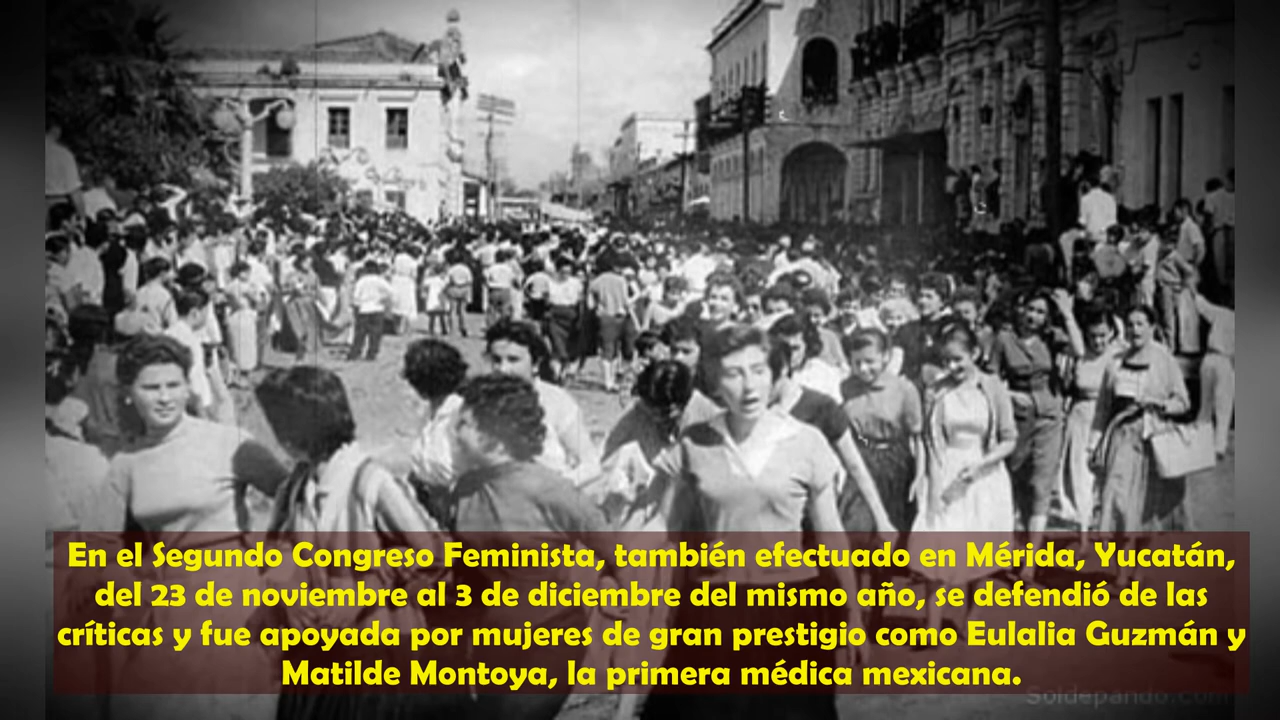 En el Segundo Congreso Feminista, también efectuado en Mérida, Yucatán,
del 23 de noviembre al 3 de diciembre del mismo año, se defendió de las
críticas y fue apoyada por mujeres de gran prestigio como Eulalia Guzmán y
Matilde Montoya, la primera médica mexicana.
Soldepando.com